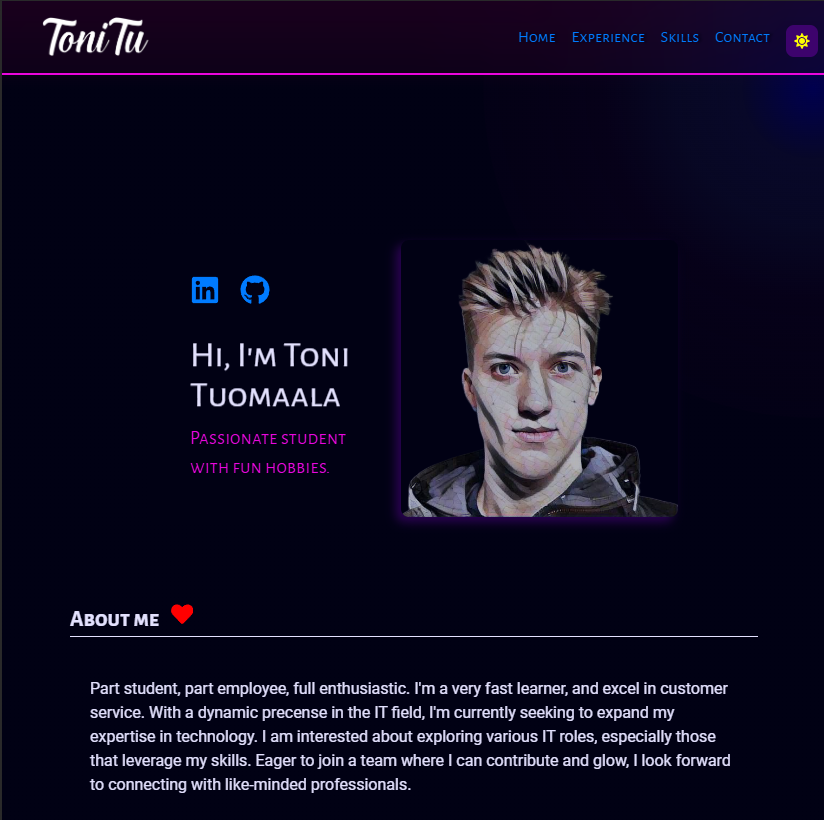 ToniTu
Home Experience Skills Contact
in
Hi, I'm Toni
Tuomaala
Passionate student
with fun hobbies.
About me
Part student, part employee, full enthusiastic. I'm a very fast learner, and excel in customer
service. With a dynamic precense in the IT field, I'm currently seeking to expand my
expertise in technology. I am interested about exploring various IT roles, especially those
that leverage my skills. Eager to join a team where I can contribute and glow, I look forward
to connecting with like-minded professionals.